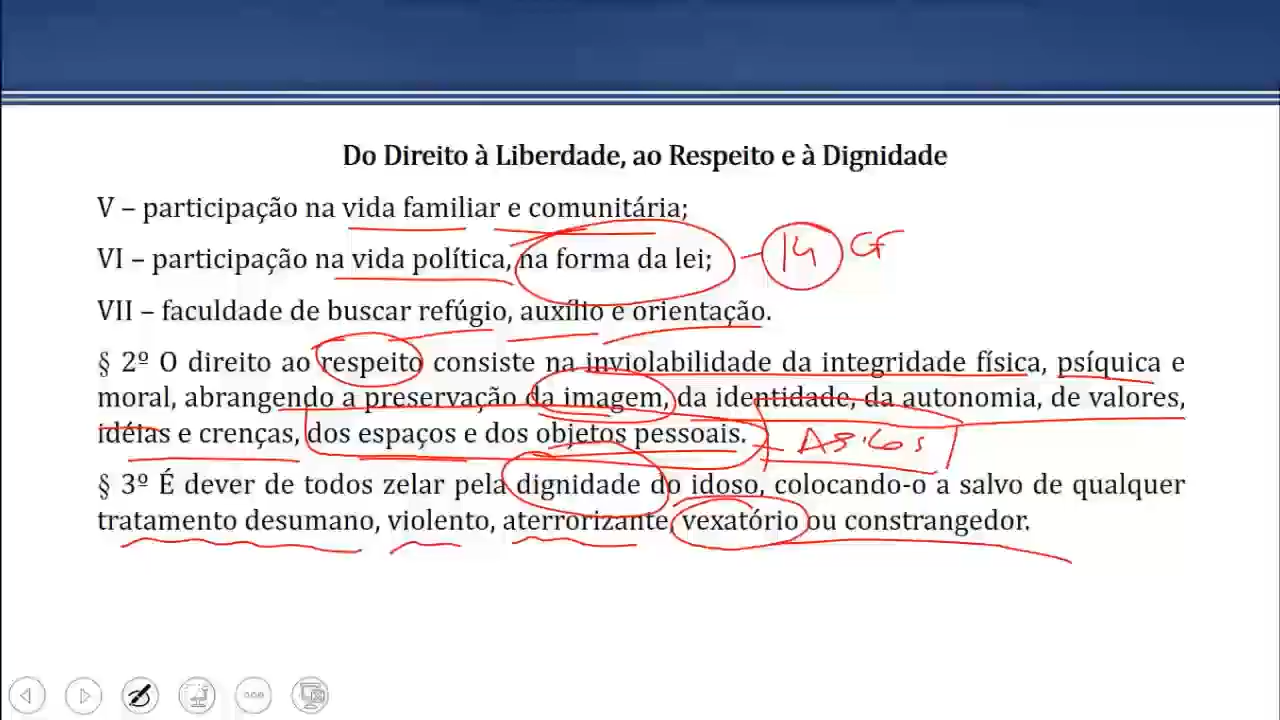 Do Direito à Liberdade, ao Respeito e à Dignidade
V – participação na vida familiar e comunitária;
VI – participação na vida política, na forma da lei; 14 CF
VII – faculdade de buscar refúgio, auxílio e orientação.
§ 2º O direito ao respeito consiste na inviolabilidade da integridade física, psíquica e
moral, abrangendo a preservação da imagem, da identidade, da autonomia, de valores,
idéias e crenças, dos espaços e dos objetos pessoais. Asilos
§ 3º É dever de todos zelar pela dignidade do idoso, colocando-o a salvo de qualquer
tratamento desumano, violento, aterrorizante, vexatório ou constrangedor.